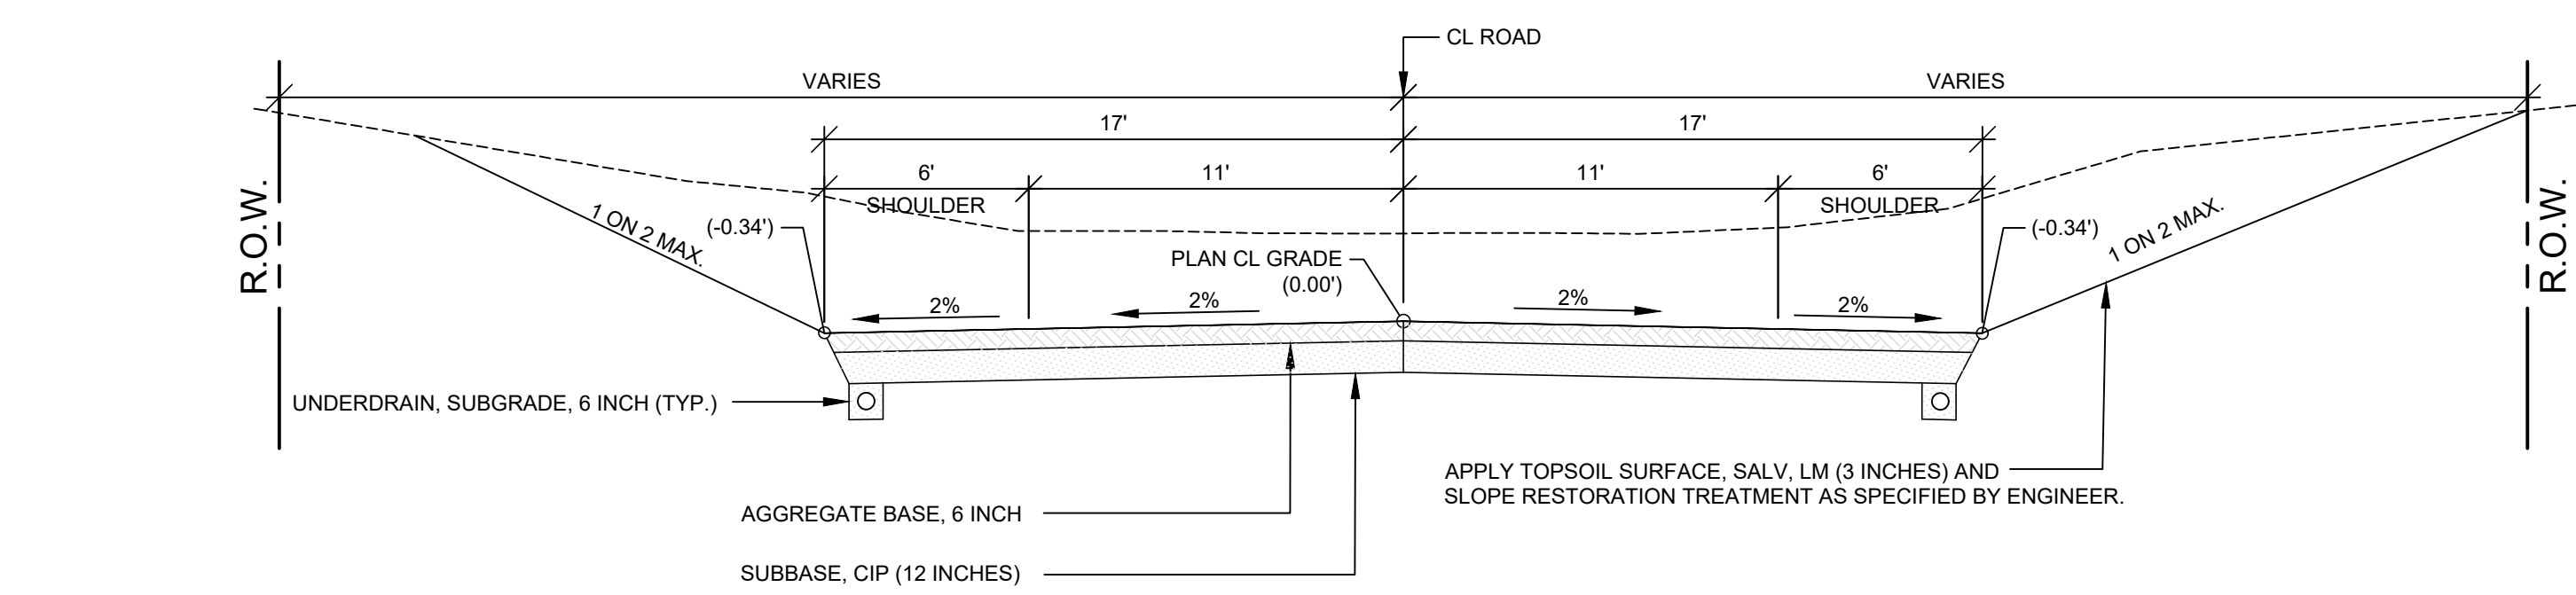 CL ROAD
VARIES
VARIES
17'
17'
6'
11'
11'
6'
SHOULDER
SHOULDER
R.O.W.
1 ON 2 MAX.
(-0.34')
PLAN CL GRADE
(0.00')
(-0.34')
1 ON 2 MAX.
R.O.W.
2%
2%
2%
2%
UNDERDRAIN, SUBGRADE, 6 INCH (TYP.)
APPLY TOPSOIL SURFACE, SALV, LM (3 INCHES) AND
SLOPE RESTORATION TREATMENT AS SPECIFIED BY ENGINEER.
AGGREGATE BASE, 6 INCH
SUBBASE, CIP (12 INCHES)